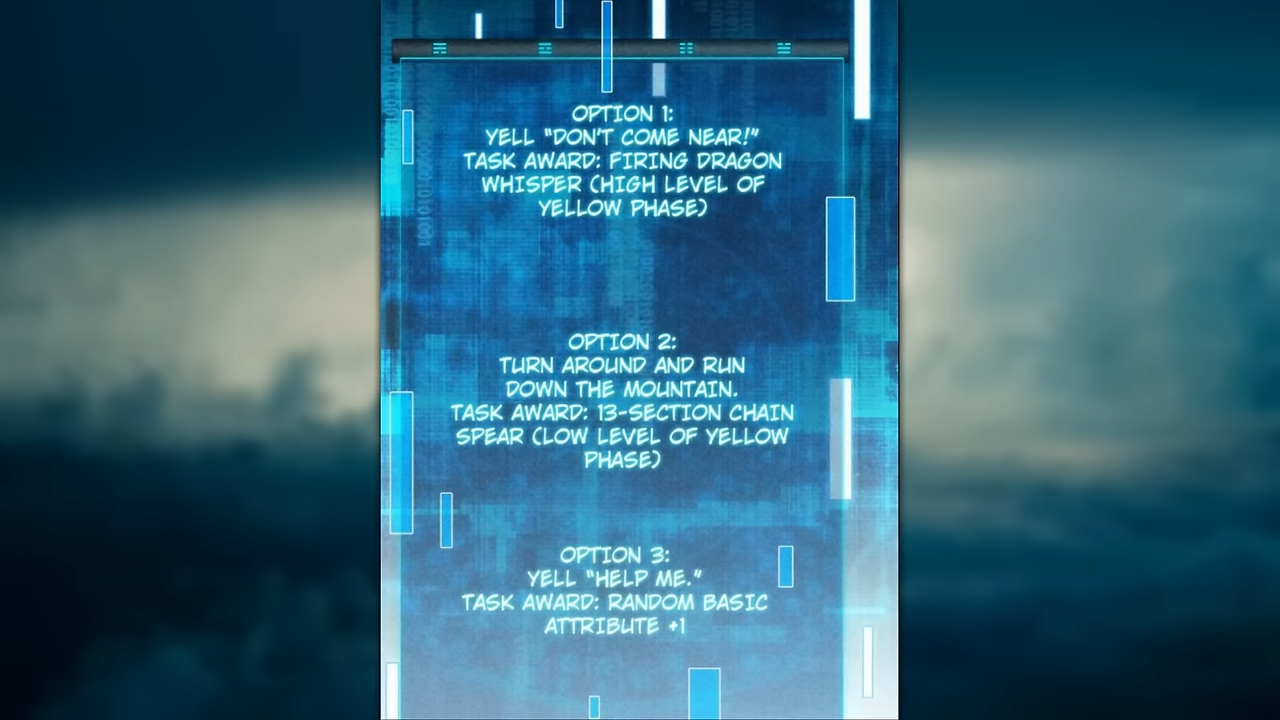 OPTION 1:
YELL "DON'T COME NEAR!"
TASK AWARD: FIRING DRAGON
WHISPER (HIGH LEVEL OF
YELLOW PHASE)
OPTION 2:
TURN AROUND AND RUN
DOWN THE MOUNTAIN.
TASK AWARD: 13-SECTION CHAIN
SPEAR (LOW LEVEL OF YELLOW
PHASE)
OPTION 3:
YELL "HELP ME."
TASK AWARD: RANDOM BASIC
ATTRIBUTE +1